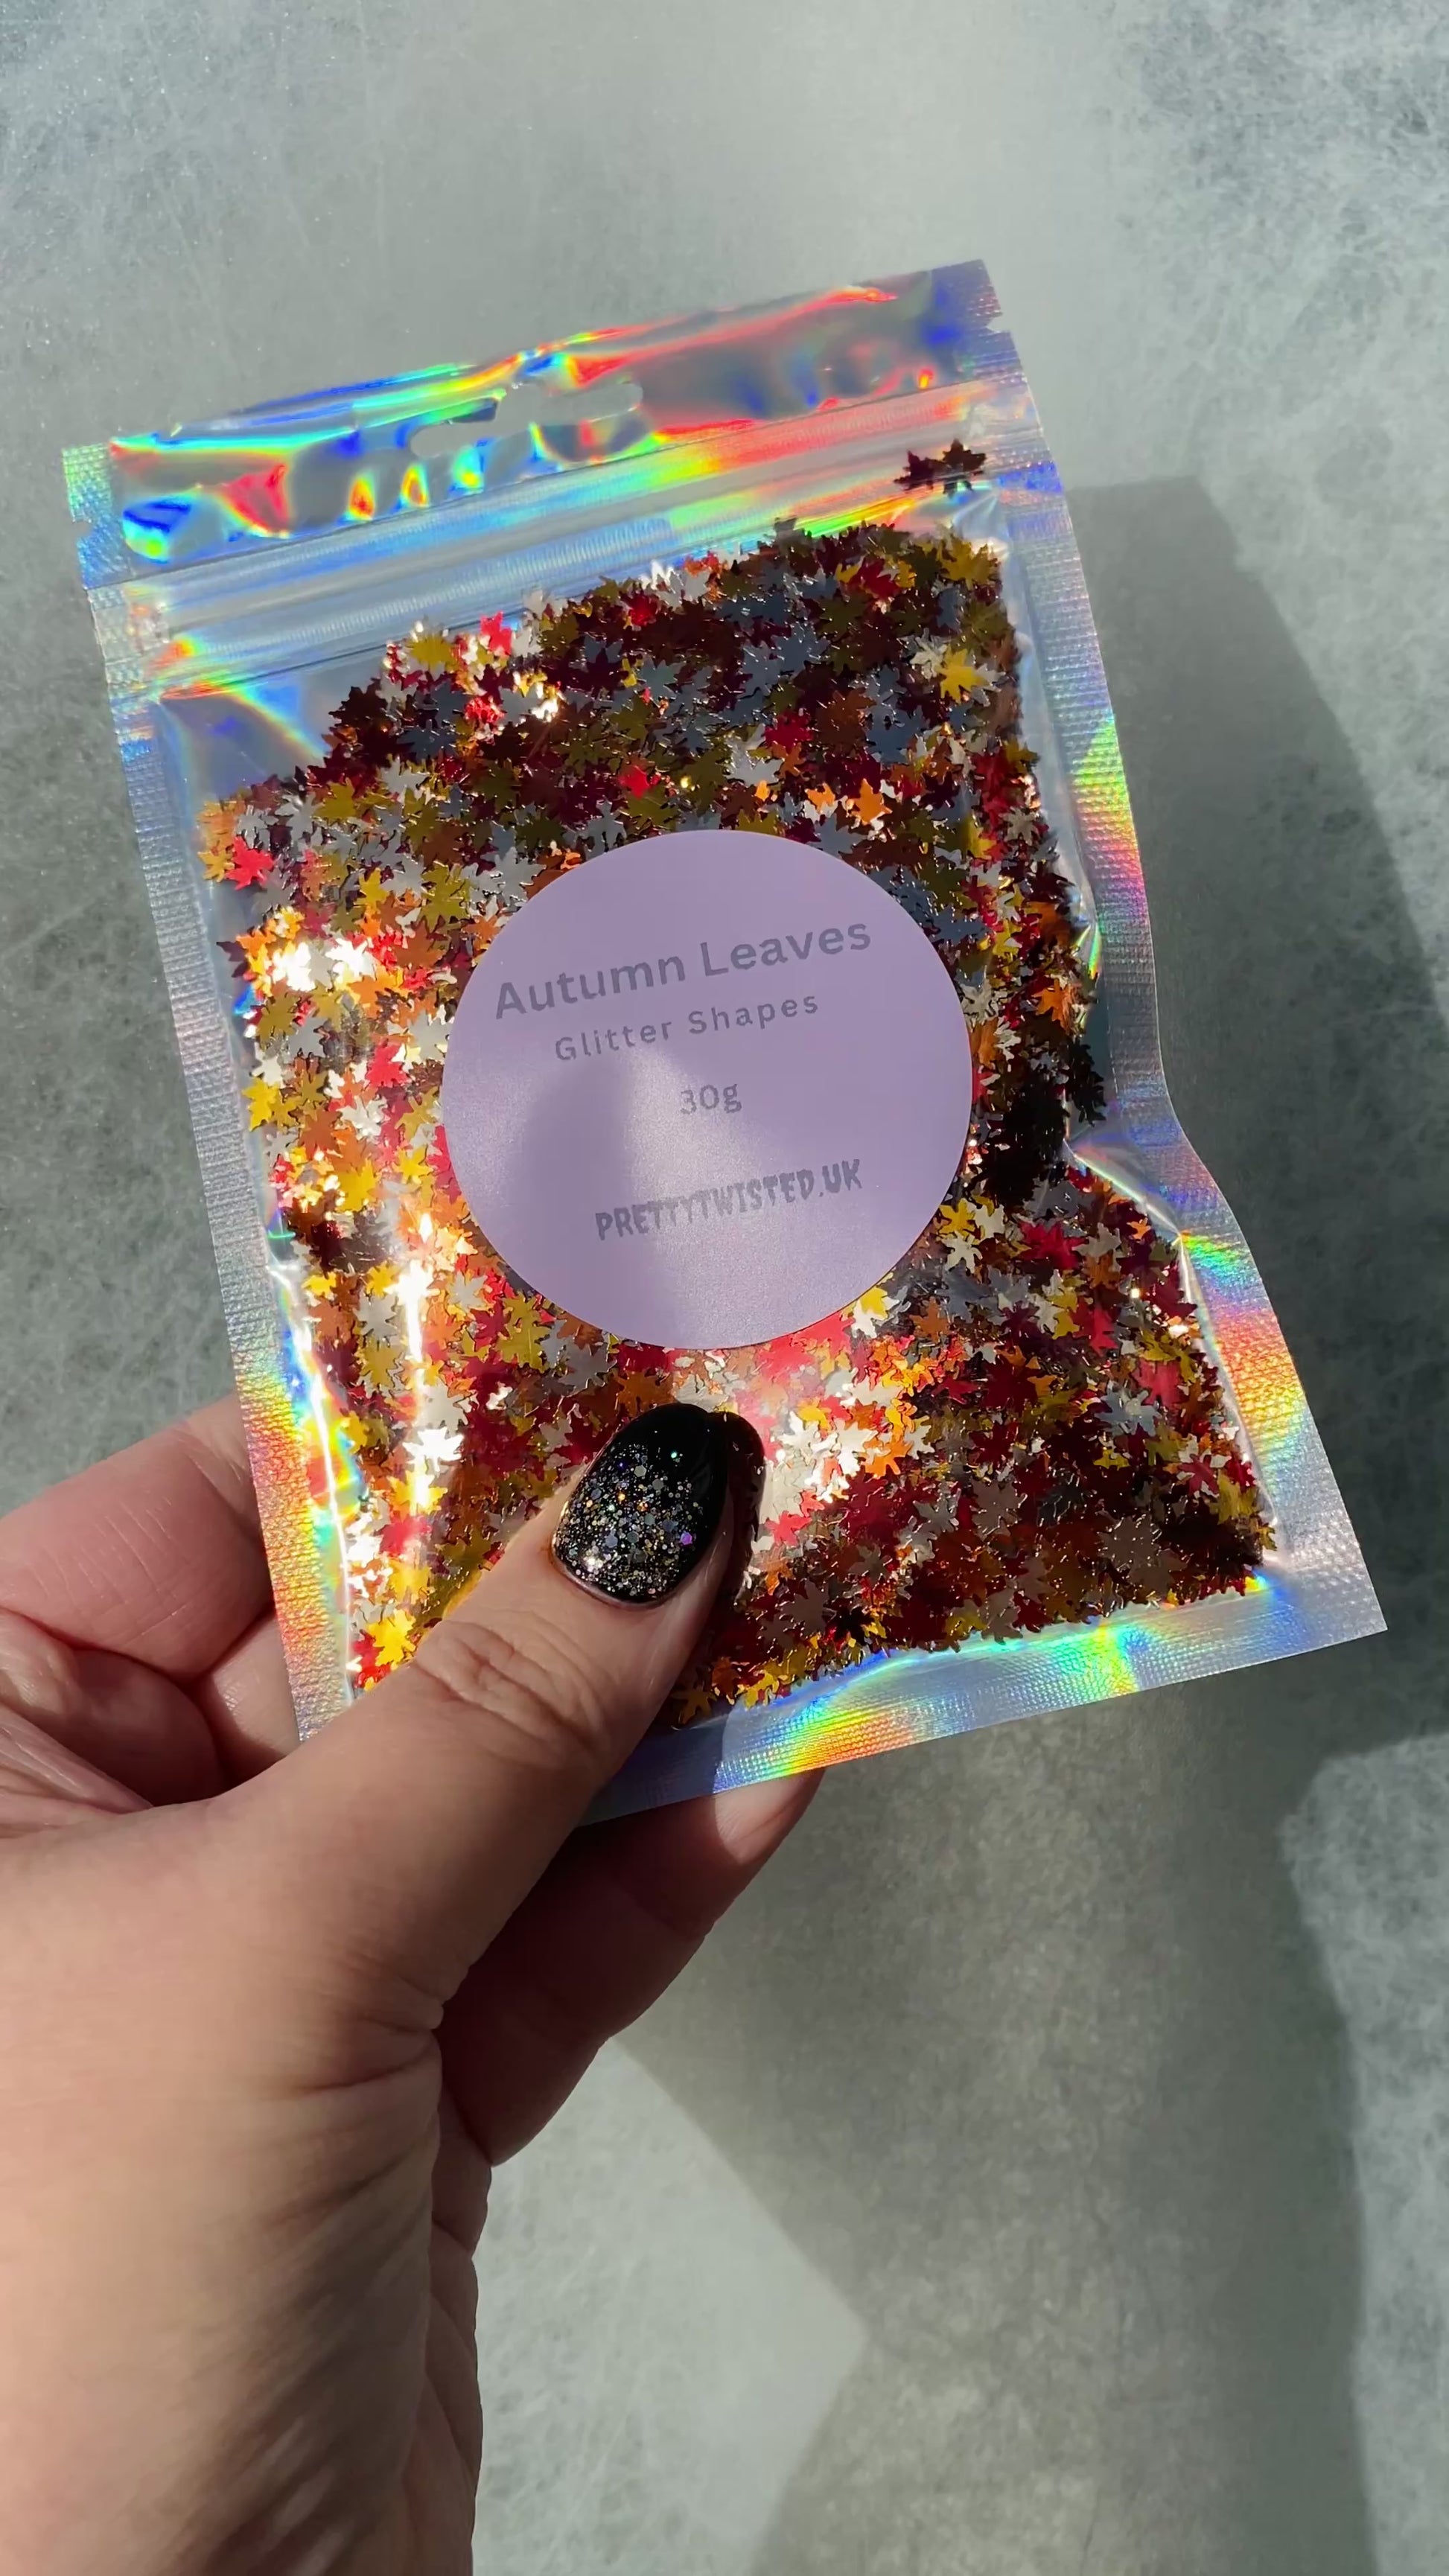 Autumn Leaves
Glitter Shapes
30g
PRETTYTWISTED.UK